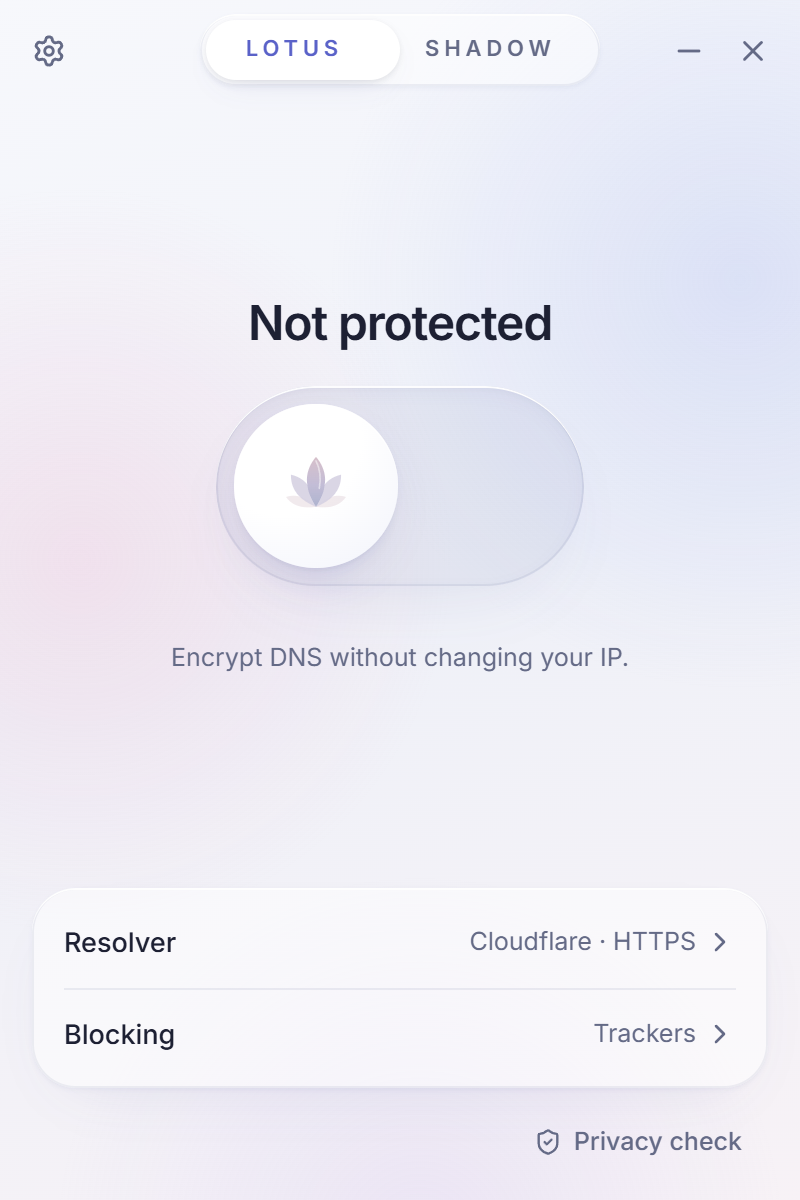 LOTUS SHADOW
Not protected
Encrypt DNS without changing your IP.
Resolver Cloudflare · HTTPS
Blocking Trackers
Privacy check